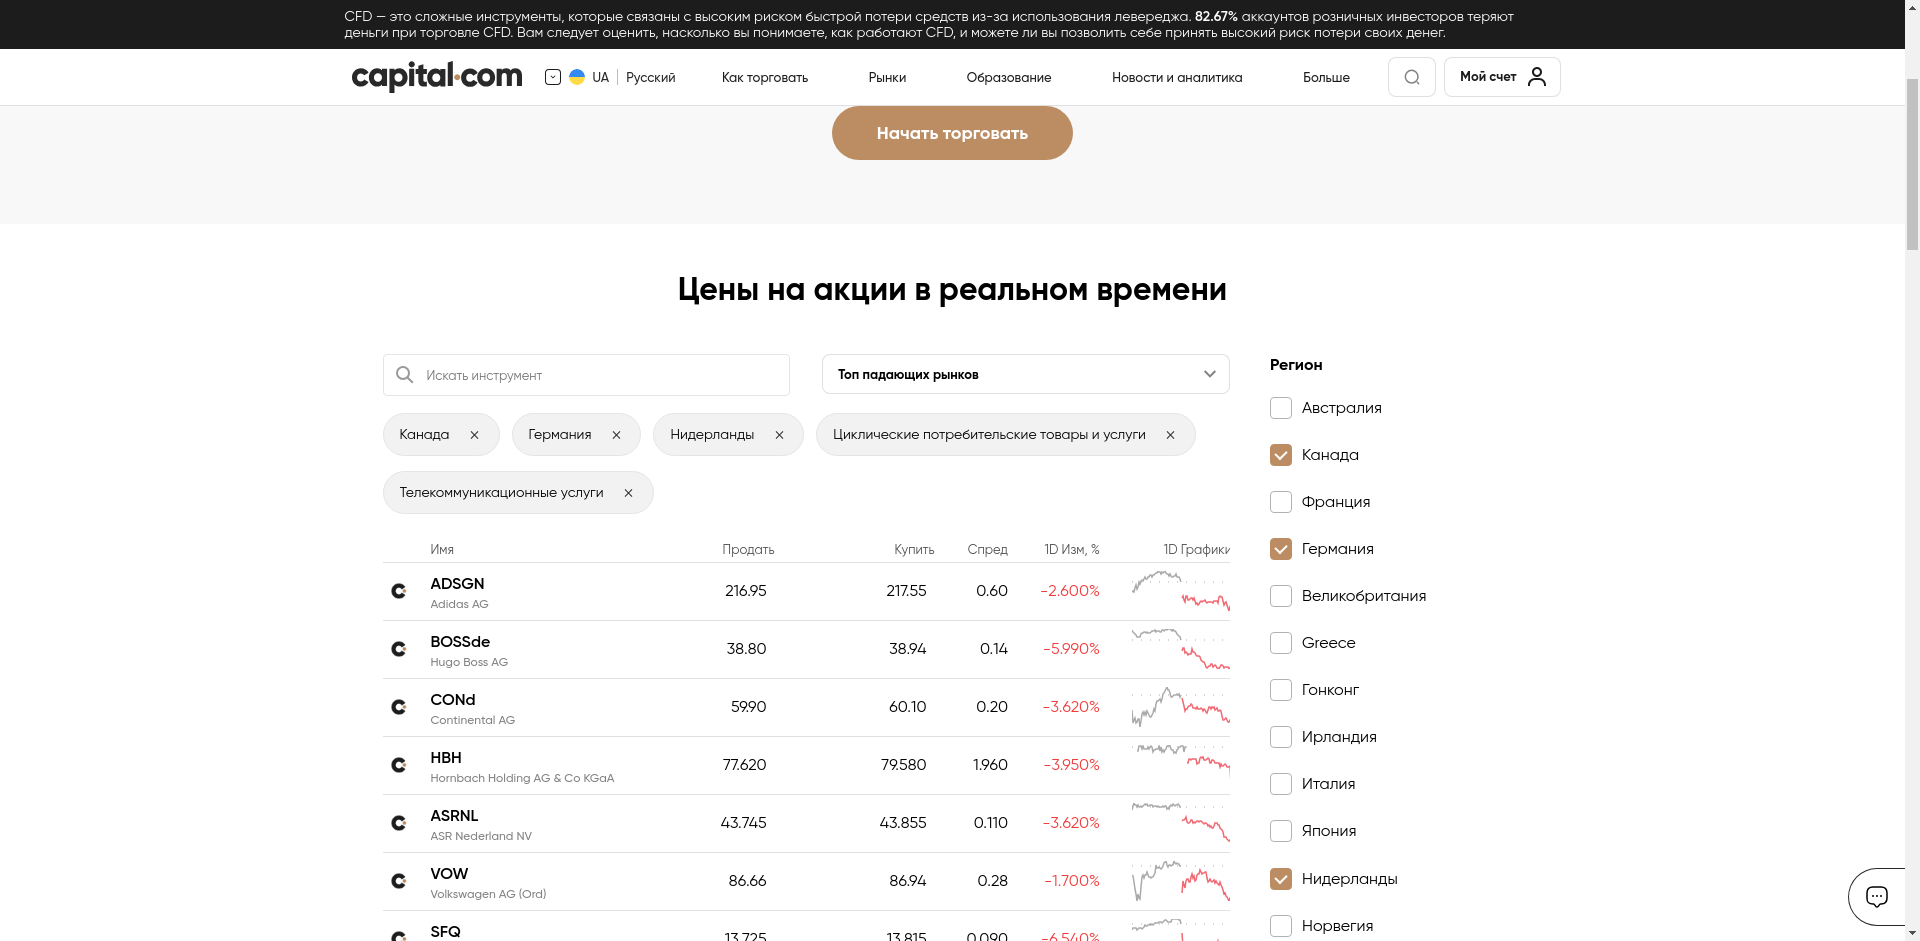 CFD — это сложные инструменты, которые связаны с высоким риском быстрой потери средств из-за использования левереджа. 82.67% аккаунтов розничных инвесторов теряют
деньги при торговле CFD. Вам следует оценить, насколько вы понимаете, как работают CFD, и можете ли вы позволить себе принять высокий риск потери своих денег.
capital.com UA Русский Как торговать Рынки Образование Новости и аналитика Больше Мой счет
Начать торговать
Цены на акции в реальном времени
Искать инструмент Топ падающих рынков
Канада Германия Нидерланды Циклические потребительские товары и услуги
Телекоммуникационные услуги
Имя Продать Купить Спред 1D Изм, % 1D Графики
ADSGN 216.95 217.55 0.60 -2.600%
Adidas AG
BOSSde 38.80 38.94 0.14 -5.990%
Hugo Boss AG
CONd 59.90 60.10 0.20 -3.620%
Continental AG
HBH 77.620 79.580 1.960 -3.950%
Hornbach Holding AG & Co KGaA
ASRNL 43.745 43.855 0.110 -3.620%
ASR Nederland NV
VOW 86.66 86.94 0.28 -1.700%
Volkswagen AG (Ord)
SFQ 13.725 13.815 0.090 -6.540%
Регион
Австралия
Канада
Франция
Германия
Великобритания
Greece
Гонконг
Ирландия
Италия
Япония
Нидерланды
Норвегия